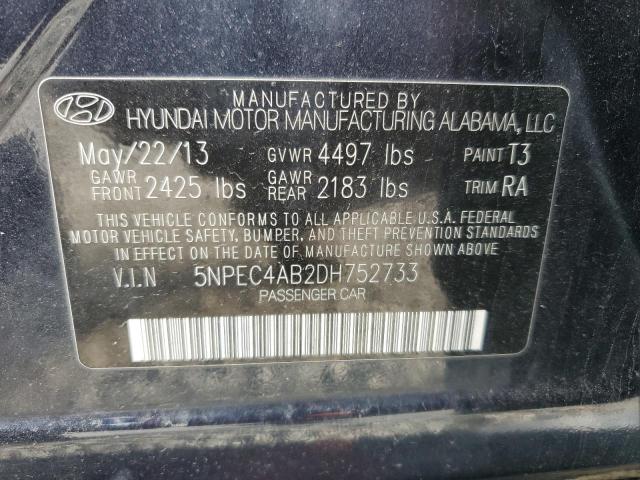 MANUFACTURED BY
HYUNDAI MOTOR MANUFACTURING ALABAMA, LLC
May/22/13 GVWR 4497 lbs PAINT T3
GAWR FRONT 2425 lbs GAWR REAR 2183 lbs TRIM RA
THIS VEHICLE CONFORMS TO ALL APPLICABLE U.S.A. FEDERAL
MOTOR VEHICLE SAFETY, BUMPER, AND THEFT PREVENTION
STANDARDS IN EFFECT ON THE DATE OF MANUFACTURE SHOWN ABOVE.
V.I.N 5NPEC4AB2DH752733
PASSENGER CAR